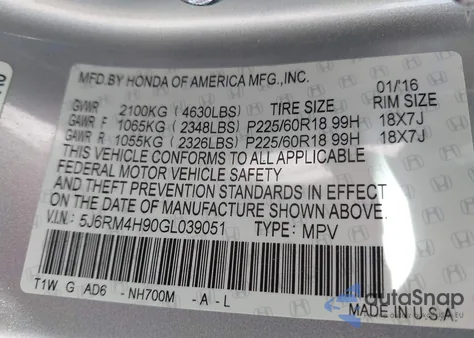 MFD. BY HONDA OF AMERICA MFG., INC. 01/'16
GVWR 2100KG (4630LBS) TIRE SIZE RIM SIZE
GAWR F 1065KG (2348LBS) P225/60R18 99H 18X7J
GAWR R 1055KG (2326LBS) P225/60R18 99H 18X7J
THIS VEHICLE CONFORMS TO ALL APPLICABLE
FEDERAL MOTOR VEHICLE SAFETY
AND THEFT PREVENTION STANDARDS IN EFFECT
ON THE DATE OF MANUFACTURE SHOWN ABOVE.
V.I.N.: 5J6RM4H90GL039051 TYPE: MPV
T1W G AD6 -NH700M -A-L MADE IN U.S.A.
autoSnap